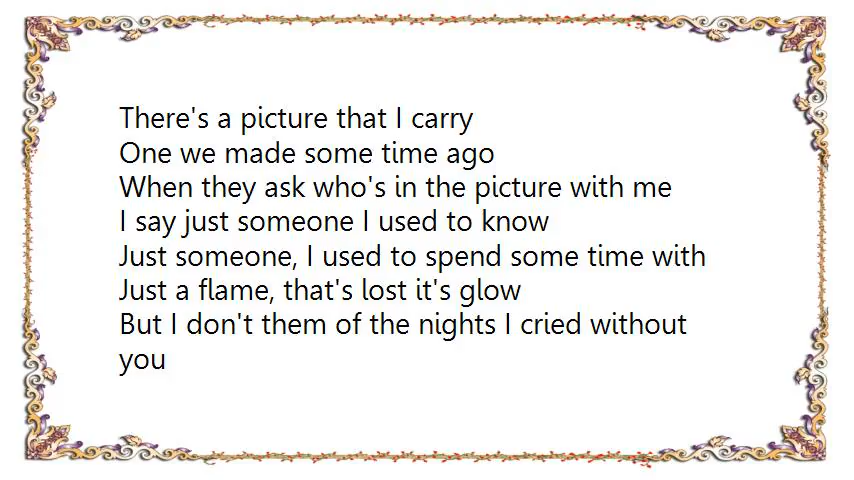 There's a picture that I carry
One we made some time ago
When they ask who's in the picture with me
I say just someone I used to know
Just someone, I used to spend some time with
Just a flame, that's lost it's glow
But I don't them of the nights I cried without
you